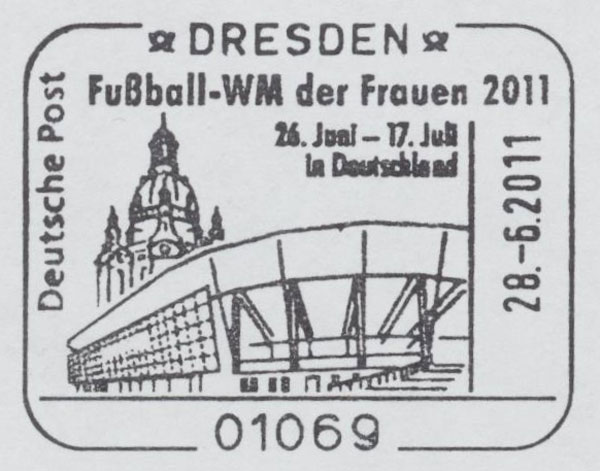 DRESDEN
Fußball-WM der Frauen 2011
26. Juni – 17. Juli
in Deutschland
Deutsche Post
28.-6.2011
01069